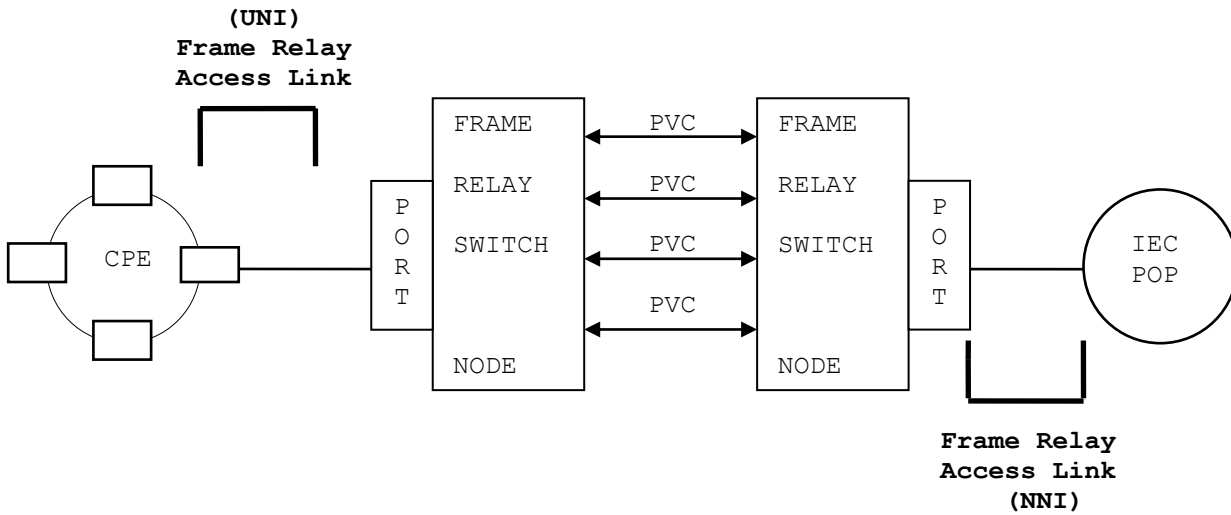 (UNI)
Frame Relay
Access Link
FRAME
RELAY
SWITCH
NODE
PVC
PVC
PVC
PVC
FRAME
RELAY
SWITCH
NODE
P
O
R
T
P
O
R
T
CPE
IEC
POP
Frame Relay
Access Link
(NNI)